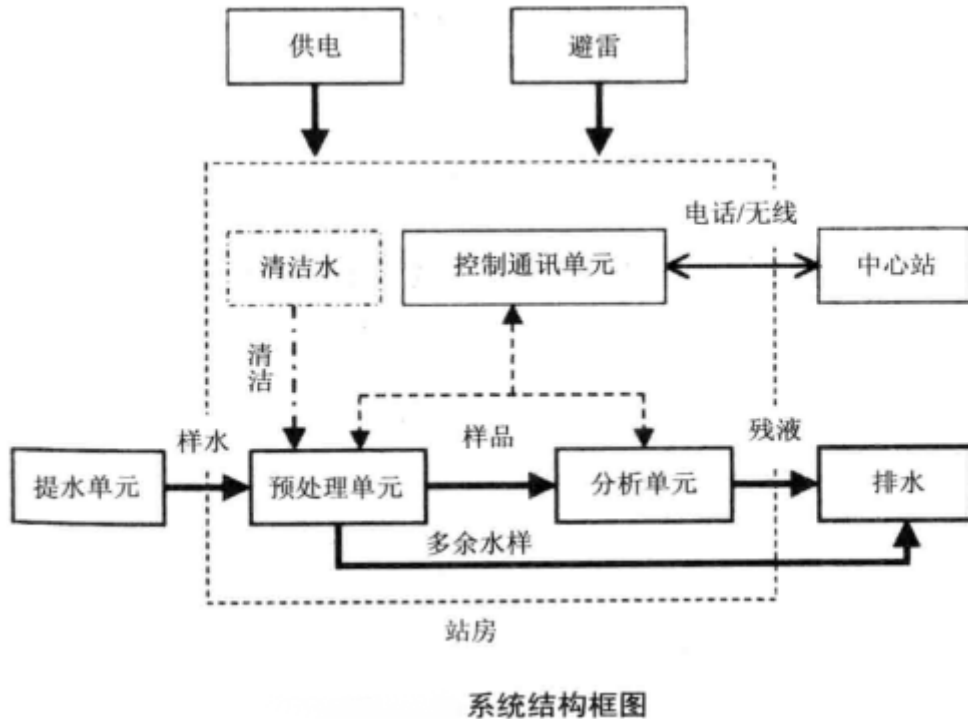 供电
避雷
电话/无线
清洁水
控制通讯单元
中心站
清洁
样水
样品
残液
提水单元
预处理单元
分析单元
排水
多余水样
站房
系统结构框图